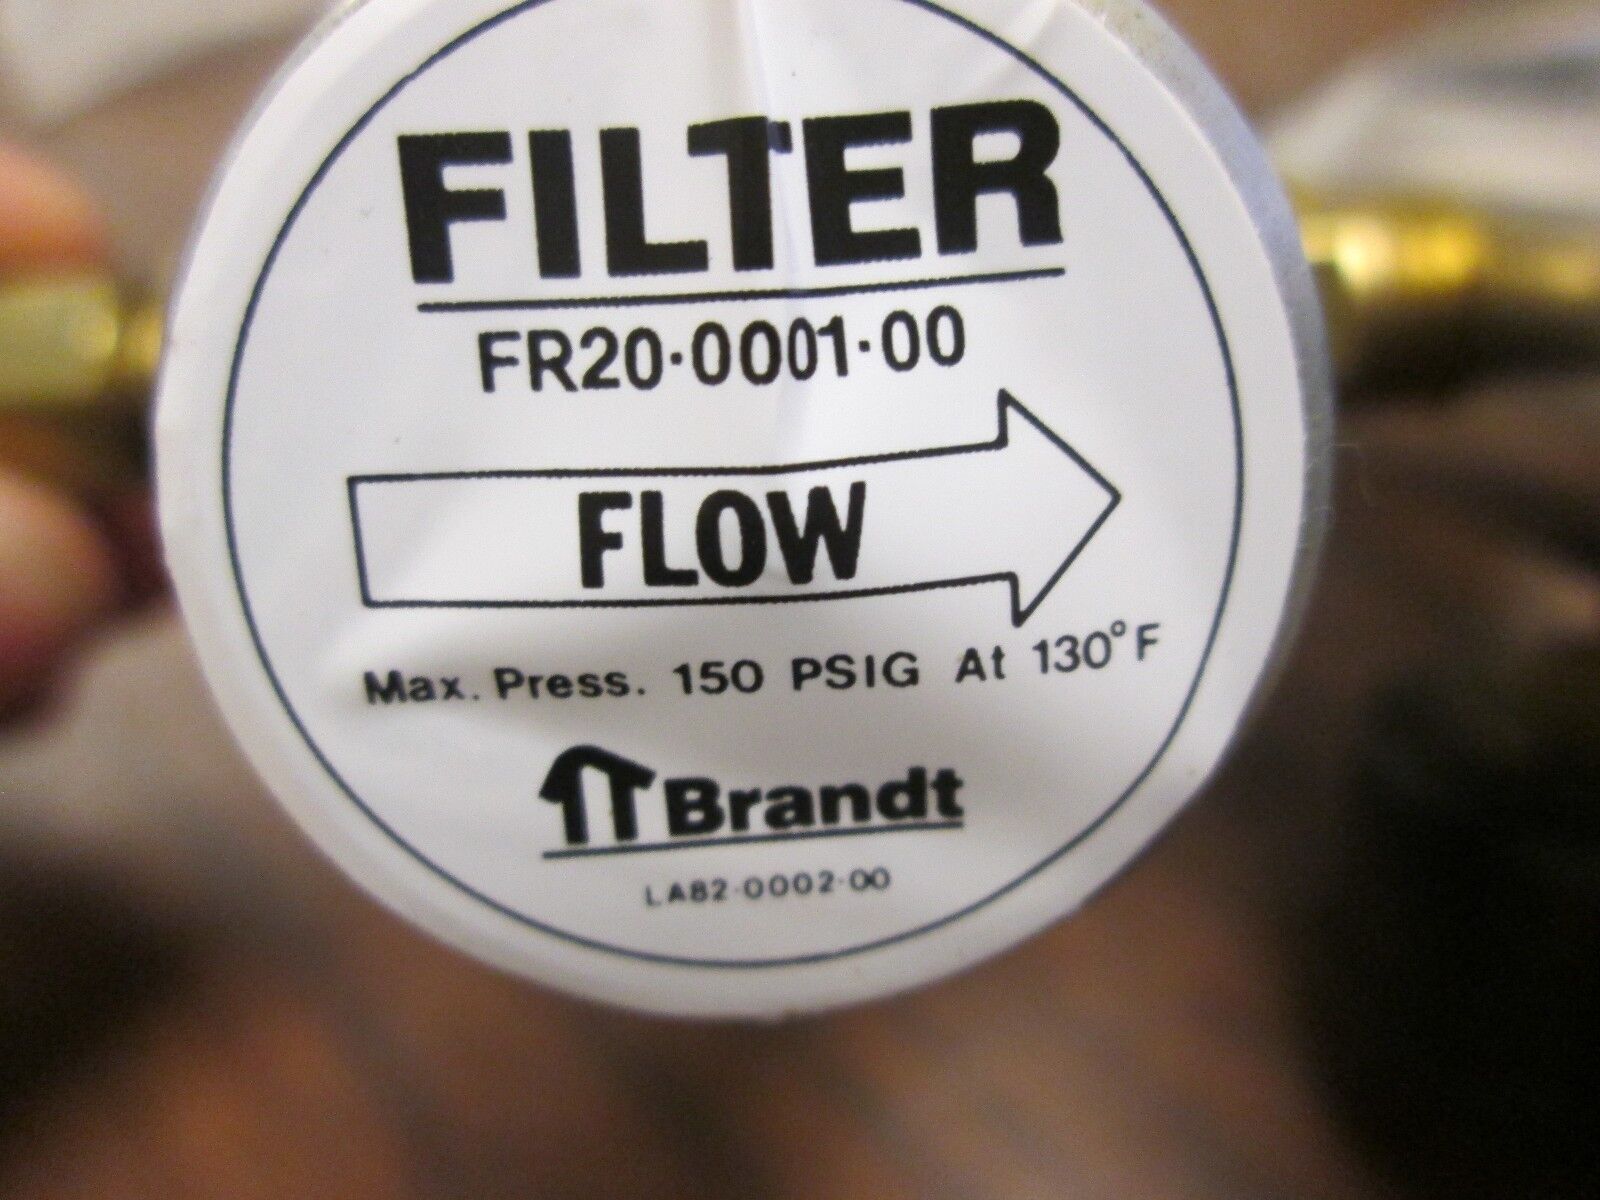 FILTER
FR20·0001·00
FLOW
Max. Press. 150 PSIG At 130°F
Brandt
LA82·0002·00